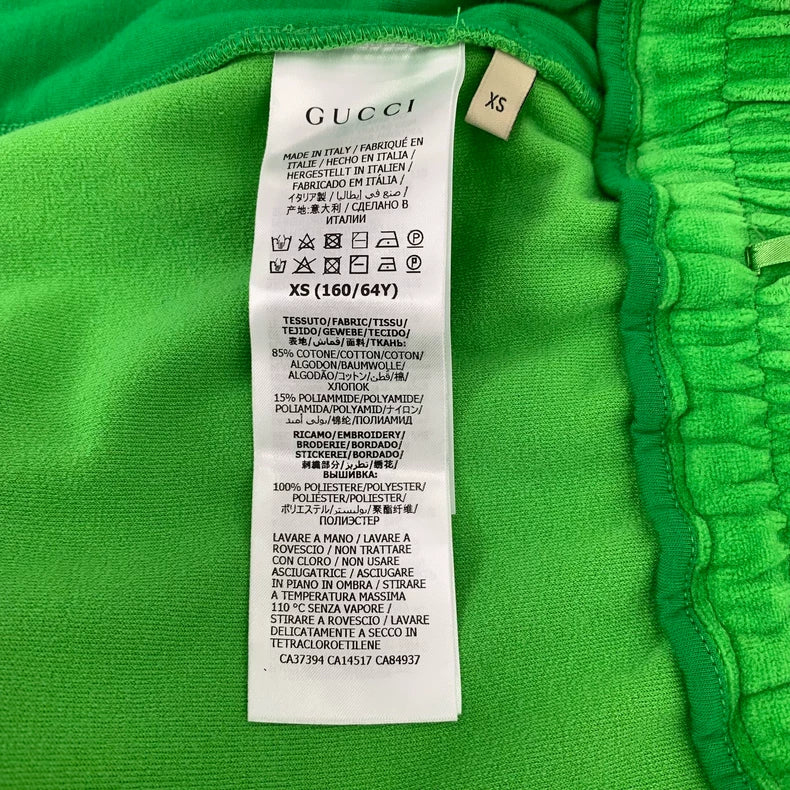 GUCCI
XS
MADE IN ITALY / FABRIQUÉ EN
ITALIE / HECHO EN ITALIA /
HERGESTELLT IN ITALIEN /
FABRICADO EM ITÁLIA /
イタリア製 / صنع في إيطاليا /
产地:意大利 / СДЕЛАНО В
ИТАЛИИ
XS (160/64Y)
TESSUTO/FABRIC/TISSU/
TEJIDO/GEWEBE/TECIDO/
表地/قماش/面料/ТКАНЬ:
85% COTONE/COTTON/COTON/
ALGODON/BAUMWOLLE/
ALGODÃO/コットン/قطن/棉/
ХЛОПОК
15% POLIAMMIDE/POLYAMIDE/
POLIAMIDA/POLYAMID/ナイロン/
بولي أميد/锦纶/ПОЛИАМИД
RICAMO/EMBROIDERY/
BRODERIE/BORDADO/
STICKEREI/BORDADO/
刺繍部分/تطريز/绣花/
ВЫШИВКА:
100% POLIESTERE/POLYESTER/
POLIÉSTER/POLIESTER/
ポリエステル/بوليستر/聚酯纤维/
ПОЛИЭСТЕР
LAVARE A MANO / LAVARE A
ROVESCIO / NON TRATTARE
CON CLORO / NON USARE
ASCIUGATRICE / ASCIUGARE
IN PIANO IN OMBRA / STIRARE
A TEMPERATURA MASSIMA
110 °C SENZA VAPORE /
STIRARE A ROVESCIO / LAVARE
DELICATAMENTE A SECCO IN
TETRACLOROETILENE
CA37394 CA14517 CA84937